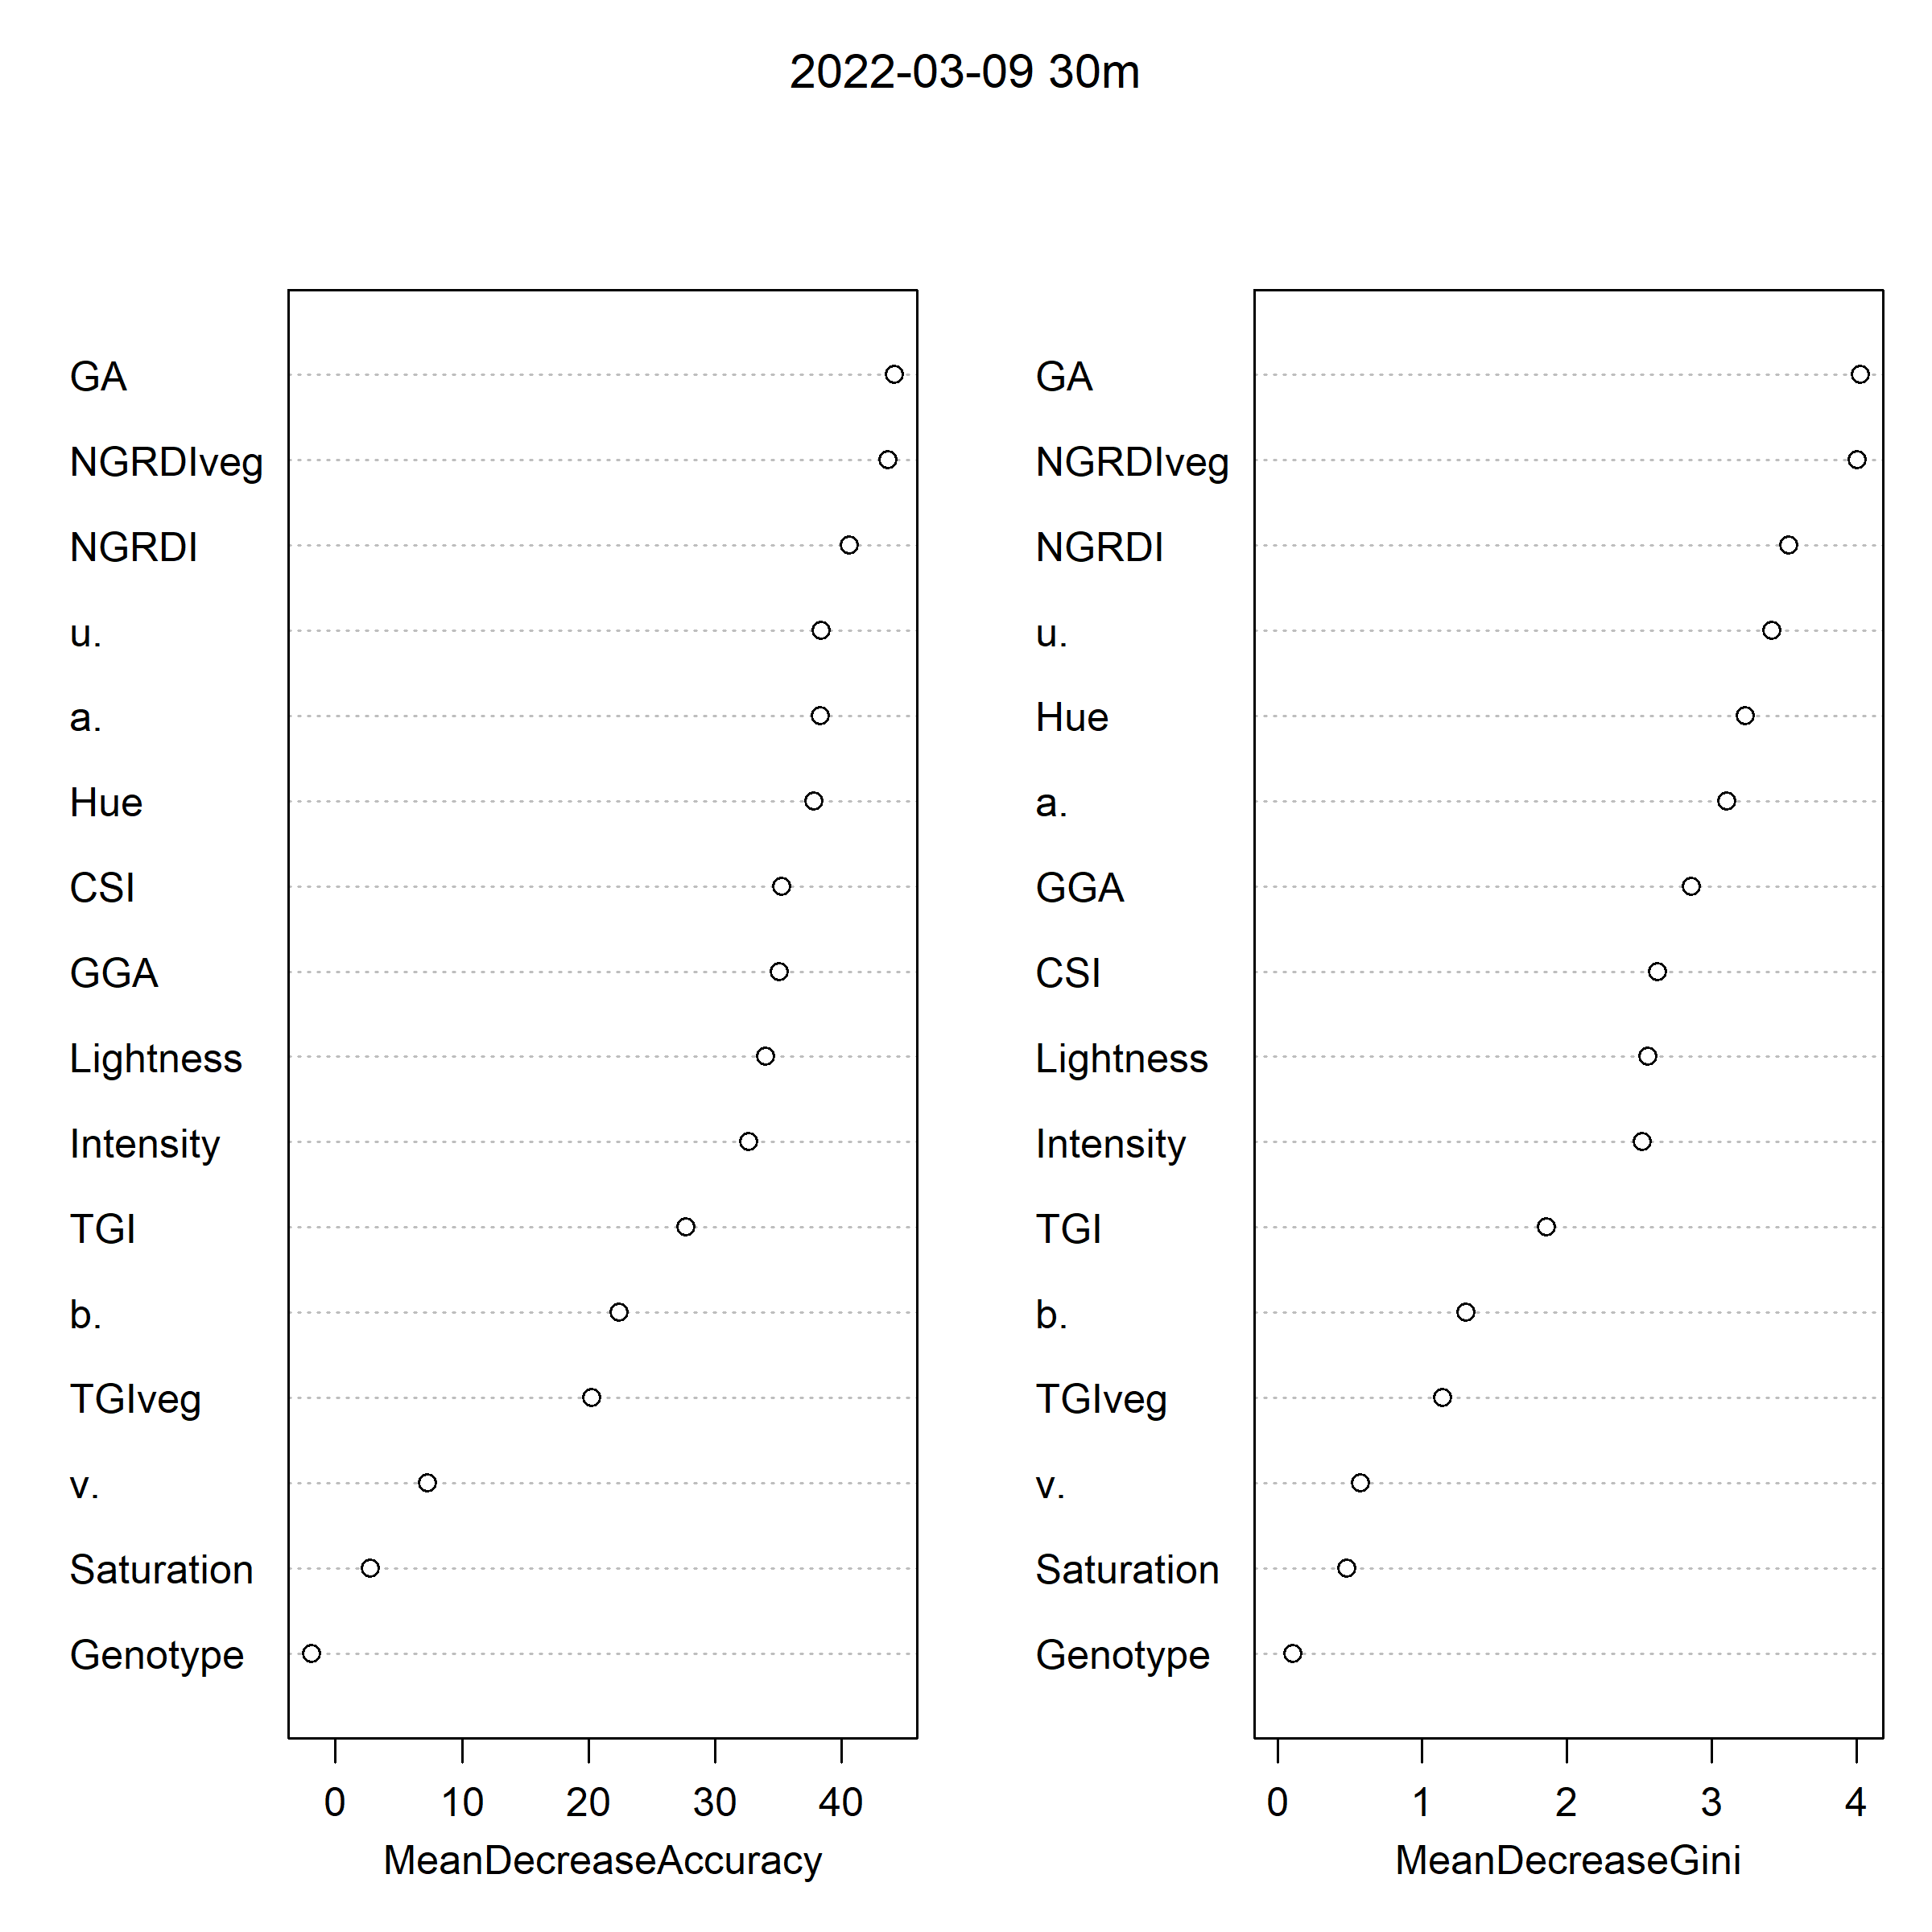 2022-03-09 30m
GA
NGRDIveg
NGRDI
u.
a.
Hue
CSI
GGA
Lightness
Intensity
TGI
b.
TGIveg
v.
Saturation
Genotype
0 10 20 30 40
MeanDecreaseAccuracy
GA
NGRDIveg
NGRDI
u.
Hue
a.
GGA
CSI
Lightness
Intensity
TGI
b.
TGIveg
v.
Saturation
Genotype
0 1 2 3 4
MeanDecreaseGini